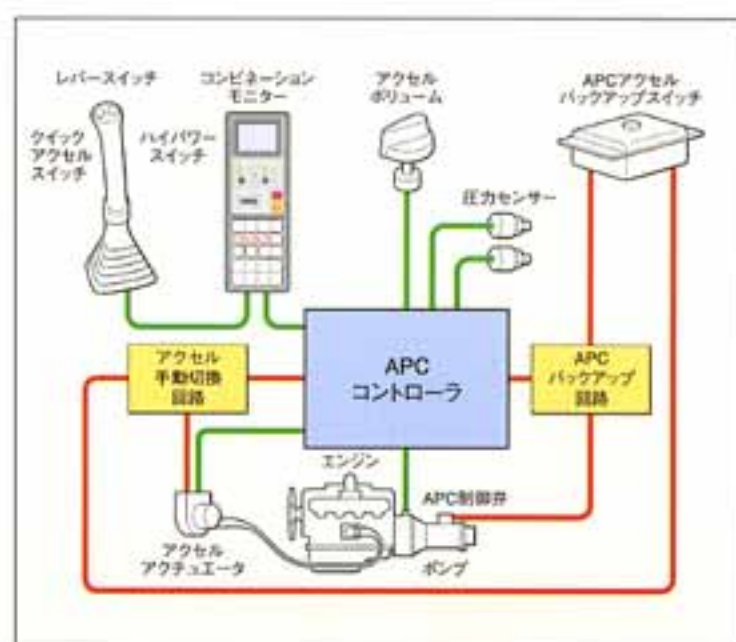 レバースイッチ
コンビネーション
モニター
アクセル
ボリューム
APCアクセル
バックアップスイッチ
クイック
アクセル
スイッチ
ハイパワー
スイッチ
圧力センサー
アクセル
手動切換
回路
APC
コントローラ
APC
バックアップ
回路
エンジン
APC制御弁
アクセル
アクチュエータ
ポンプ